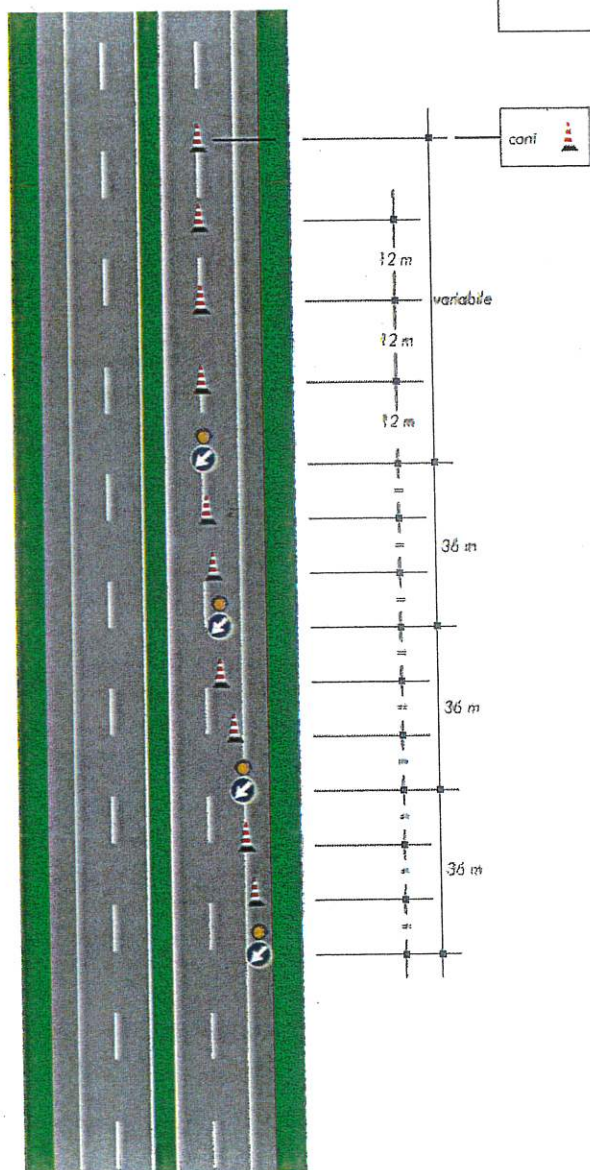 coni
12 m
variabile
12 m
12 m
=
=
36 m
=
=
=
36 m
=
=
=
36 m
=